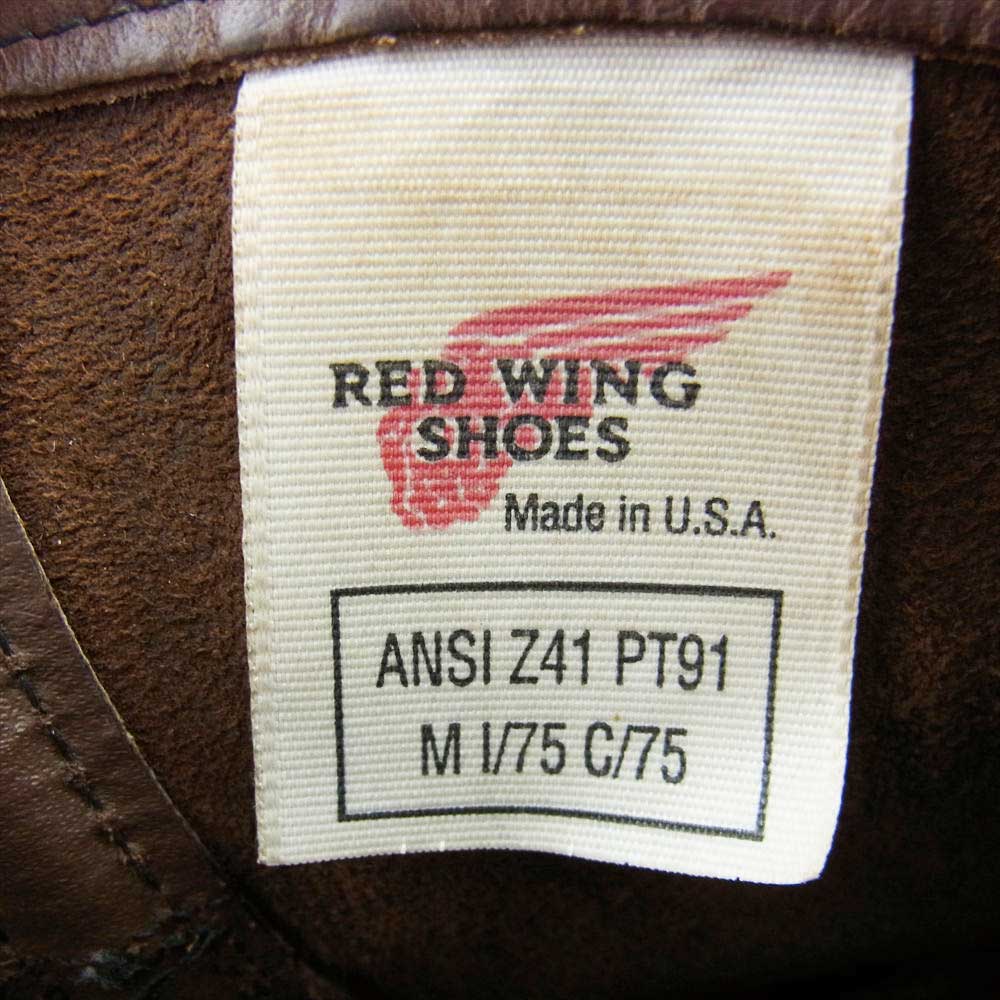 RED WING
SHOES
Made in U.S.A.
ANSI Z41 PT91
M I/75 C/75